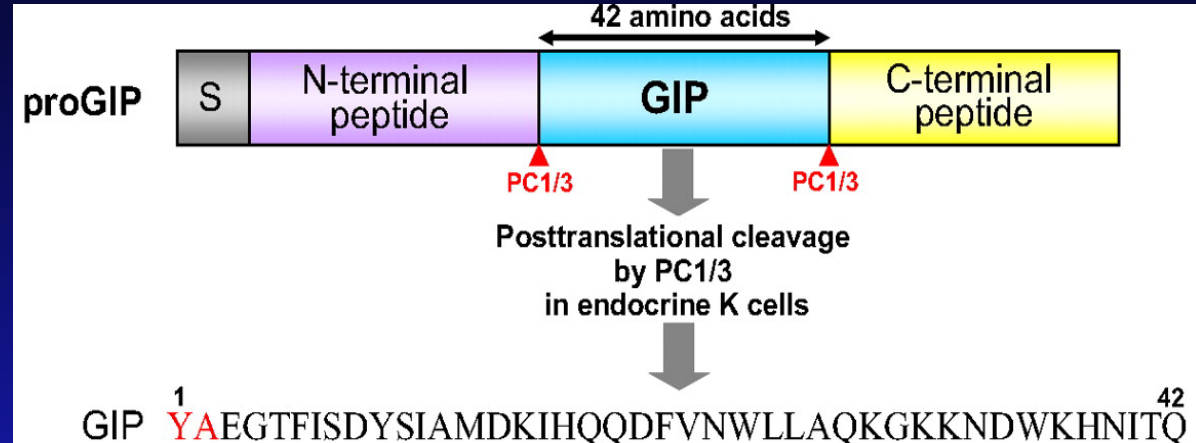 42 amino acids
proGIP
S
N-terminal
peptide
GIP
C-terminal
peptide
PC1/3
PC1/3
Posttranslational cleavage
by PC1/3
in endocrine K cells
1
42
GIP YAEGTFISDYSIAMDKIHQQDFVNWLLAQKGKKNDWKHNITQ